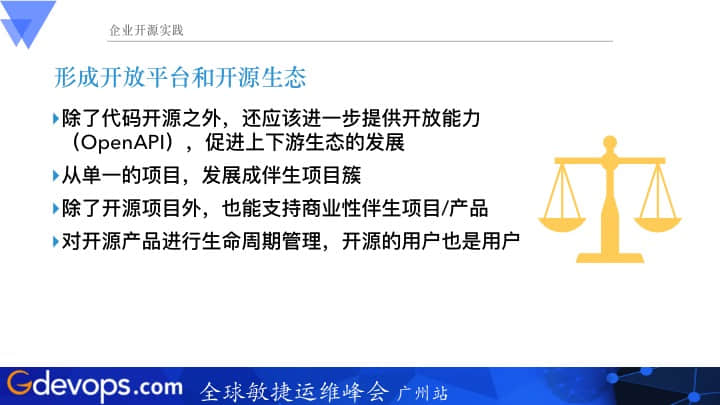 企业开源实践
形成开放平台和开源生态
除了代码开源之外，还应该进一步提供开放能力
（OpenAPI），促进上下游生态的发展
从单一的项目，发展成伴生项目簇
除了开源项目外，也能支持商业性伴生项目/产品
对开源产品进行生命周期管理，开源的用户也是用户
Gdevops.com 全球敏捷运维峰会 广州站